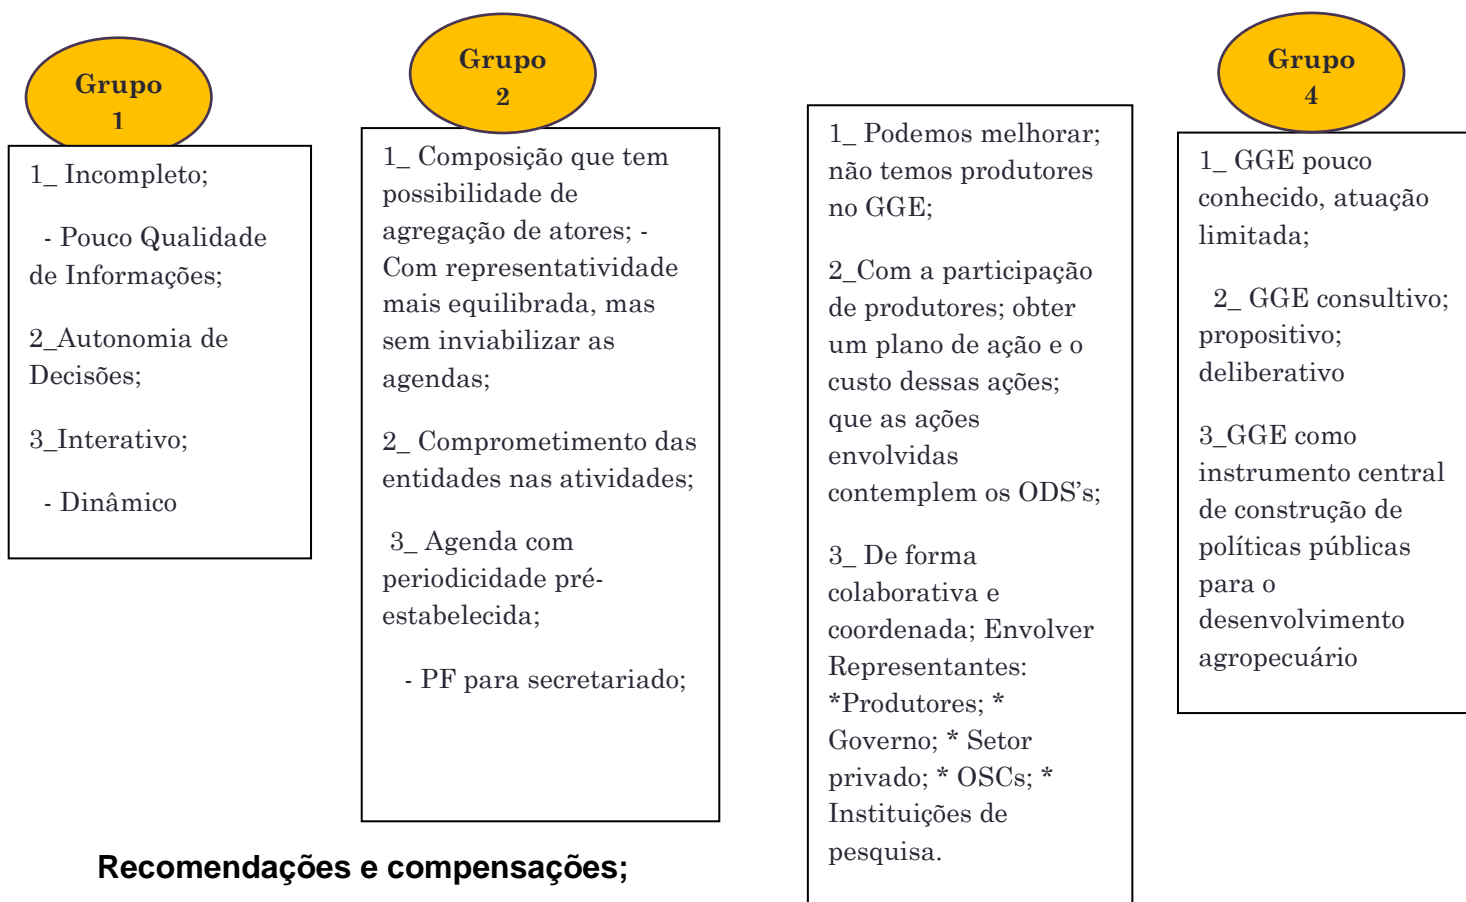 Grupo
1
1_ Incompleto;
- Pouco Qualidade
de Informações;
2_Autonomia de
Decisões;
3_Interativo;
- Dinâmico
Grupo
2
1_ Composição que tem
possibilidade de
agregação de atores; -
Com representatividade
mais equilibrada, mas
sem inviabilizar as
agendas;
2_ Comprometimento das
entidades nas atividades;
3_ Agenda com
periodicidade pré-
estabelecida;
- PF para secretariado;
1_ Podemos melhorar;
não temos produtores
no GGE;
2_Com a participação
de produtores; obter
um plano de ação e o
custo dessas ações;
que as ações
envolvidas
contemplem os ODS’s;
3_ De forma
colaborativa e
coordenada; Envolver
Representantes:
*Produtores; *
Governo; * Setor
privado; * OSCs; *
Instituições de
pesquisa.
Grupo
4
1_ GGE pouco
conhecido, atuação
limitada;
2_ GGE consultivo;
propositivo;
deliberativo
3_GGE como
instrumento central
de construção de
políticas públicas
para o
desenvolvimento
agropecuário
Recomendações e compensações;